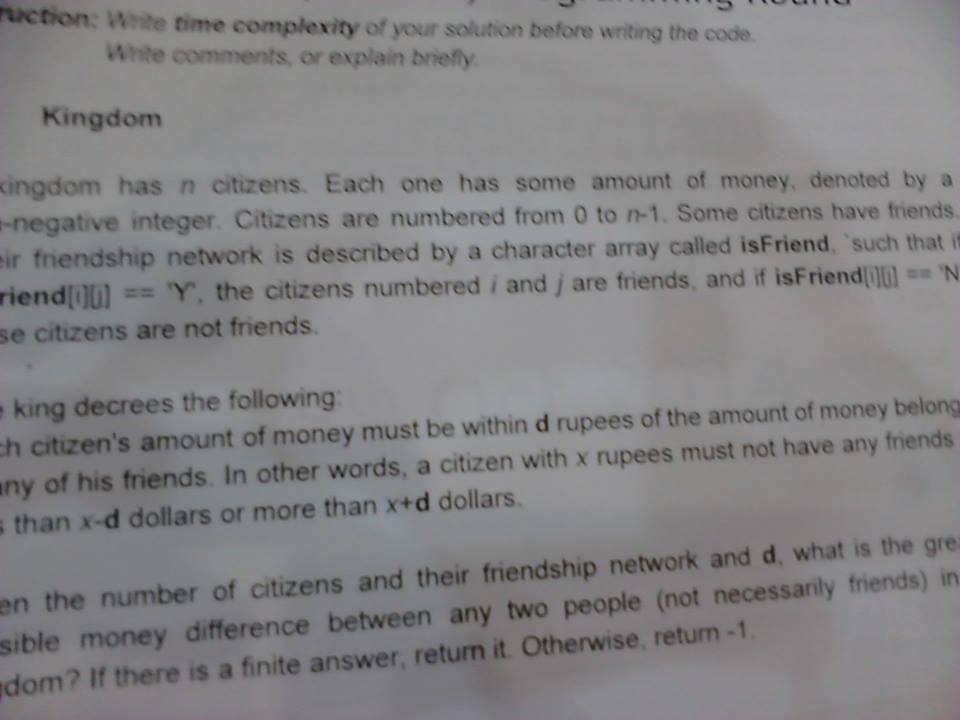 ruction: Write time complexity of your solution before writing the code.
Write comments, or explain briefly.
Kingdom
kingdom has n citizens. Each one has some amount of money, denoted by a
-negative integer. Citizens are numbered from 0 to n-1. Some citizens have friends.
eir friendship network is described by a character array called isFriend, `such that if
riend[i][j] == 'Y', the citizens numbered i and j are friends, and if isFriend[i][j] == 'N
se citizens are not friends.
king decrees the following:
ch citizen's amount of money must be within d rupees of the amount of money belong
any of his friends. In other words, a citizen with x rupees must not have any friends
s than x-d dollars or more than x+d dollars.
en the number of citizens and their friendship network and d, what is the grea
sible money difference between any two people (not necessarily friends) in
gdom? If there is a finite answer, return it. Otherwise, return -1.